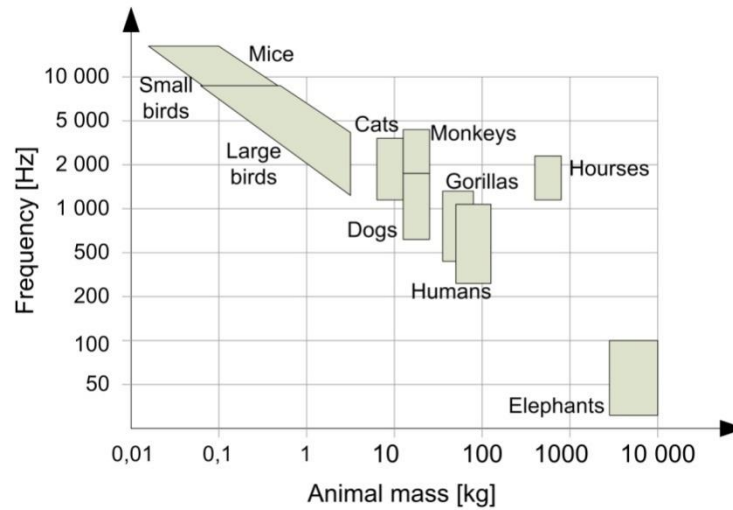 Mice
10 000
Small
birds
5 000
Cats
Monkeys
Large
birds
2 000
Hourses
Gorillas
1 000
Dogs
500
Humans
200
100
50
Elephants
0,01
0,1
1
10
100
1000
10 000
Frequency [Hz]
Animal mass [kg]